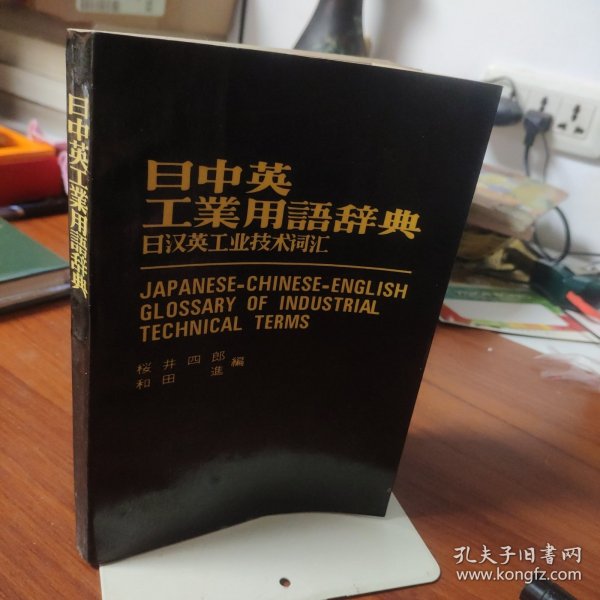 日中英工業用語辞典
日中英
工業用語辞典
日汉英工业技术词汇
JAPANESE-CHINESE-ENGLISH
GLOSSARY OF INDUSTRIAL
TECHNICAL TERMS
桜井四郎
和田進
編
孔夫子旧書网
www.kongfz.com